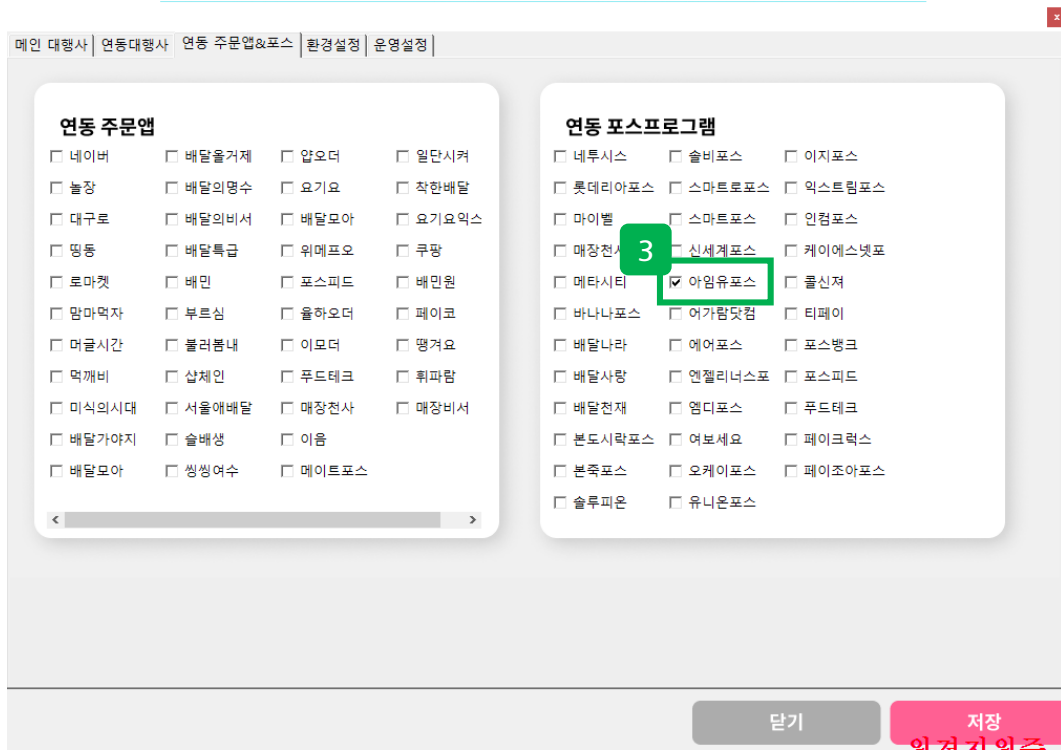 x
메인 대행사 연동대행사 연동 주문앱&포스 환경설정 운영설정
연동 주문앱
네이버 배달올거제 얍오더 일단시켜
놀장 배달의명수 요기요 착한배달
대구로 배달의비서 배달모아 요기요익스
띵동 배달특급 위메프오 쿠팡
로마켓 배민 포스피드 배민원
맘마먹자 부르심 율하오더 페이코
머글시간 불러봄내 이모더 땡겨요
먹깨비 샵체인 푸드테크 휘파람
미식의시대 서울애배달 매장천사 매장비서
배달가야지 슬배생 이음
배달모아 씽씽여수 메이트포스
연동 포스프로그램
네투시스 솔비포스 이지포스
롯데리아포스 스마트로포스 익스트림포스
마이벨 스마트포스 인컴포스
매장천사 신세계포스 케이에스넷포
3
메타시티 아임유포스 콜신져
바나나포스 어가람닷컴 티페이
배달나라 에어포스 포스뱅크
배달사랑 엔젤리너스포 포스피드
배달천재 엠디포스 푸드테크
본도시락포스 여보세요 페이크럭스
본죽포스 오케이포스 페이조아포스
솔루피온 유니온포스
닫기 저장
원격지원중